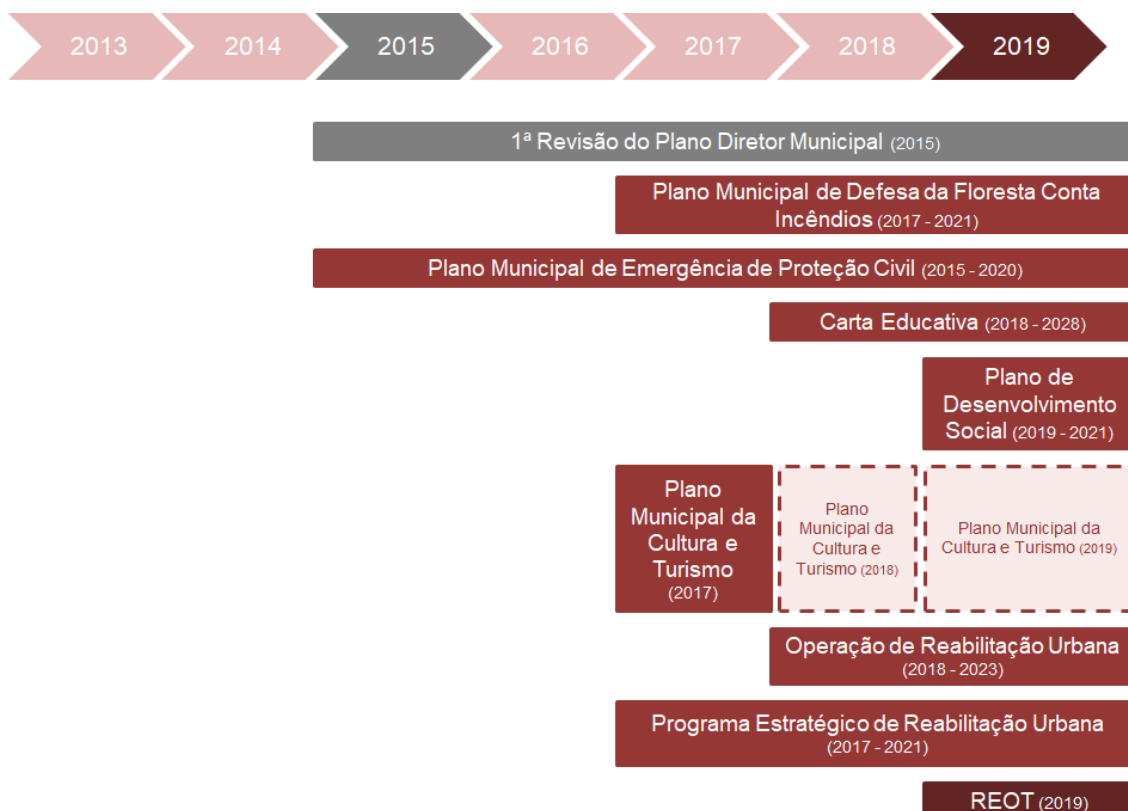 2013 2014 2015 2016 2017 2018 2019
1ª Revisão do Plano Diretor Municipal (2015)
Plano Municipal de Defesa da Floresta Conta
Incêndios (2017 - 2021)
Plano Municipal de Emergência de Proteção Civil (2015 - 2020)
Carta Educativa (2018 - 2028)
Plano de
Desenvolvimento
Social (2019 - 2021)
Plano
Municipal da
Cultura e
Turismo
(2017)
Plano
Municipal da
Cultura e
Turismo (2018)
Plano Municipal da
Cultura e Turismo (2019)
Operação de Reabilitação Urbana
(2018 - 2023)
Programa Estratégico de Reabilitação Urbana
(2017 - 2021)
REOT (2019)